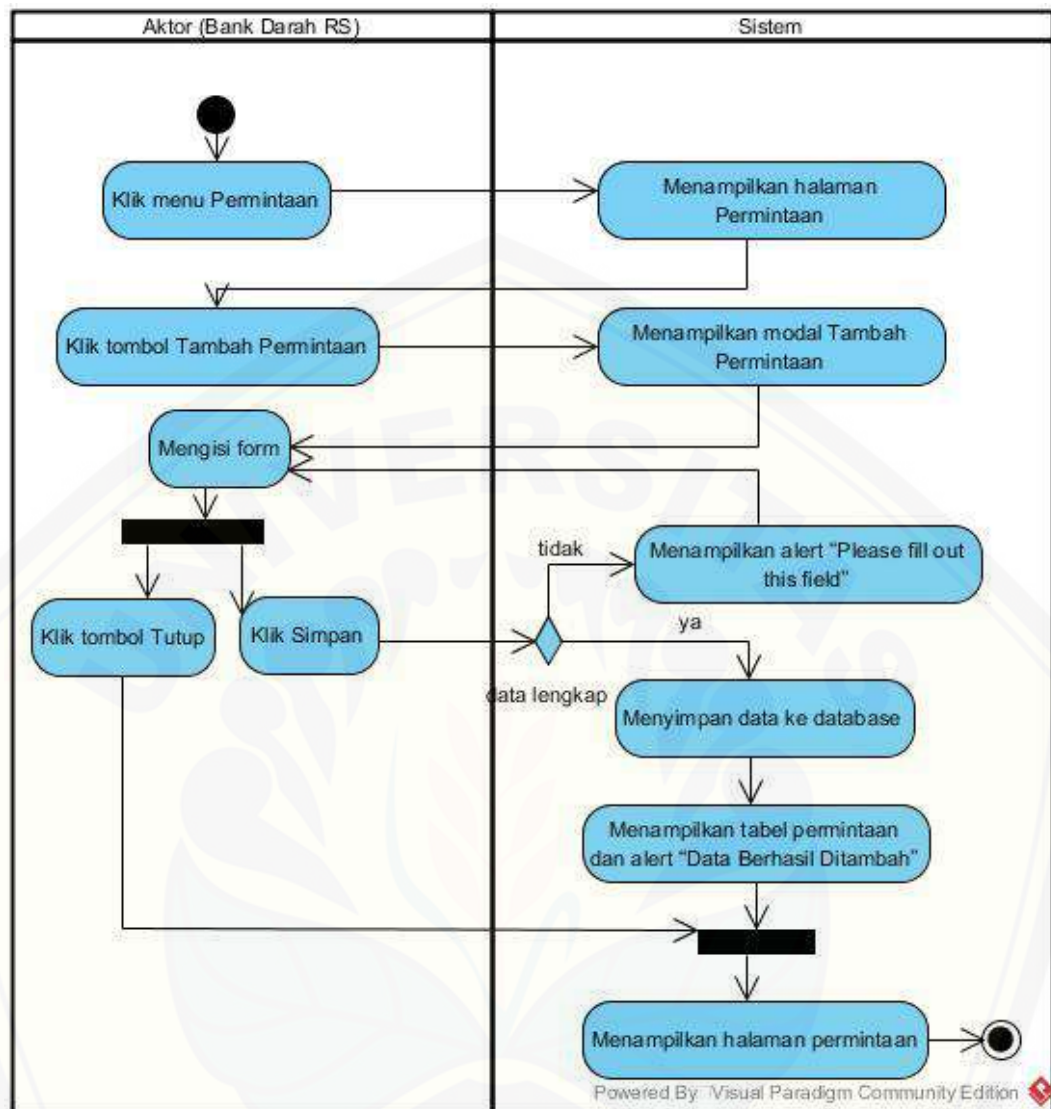 Aktor (Bank Darah RS)
Sistem
Klik menu Permintaan
Menampilkan halaman
Permintaan
Klik tombol Tambah Permintaan
Menampilkan modal Tambah
Permintaan
Mengisi form
tidak
Menampilkan alert "Please fill out
this field"
Klik tombol Tutup
Klik Simpan
ya
data lengkap
Menyimpan data ke database
Menampilkan tabel permintaan
dan alert "Data Berhasil Ditambah"
Menampilkan halaman permintaan
Powered By Visual Paradigm Community Edition
UNIVERSITAS